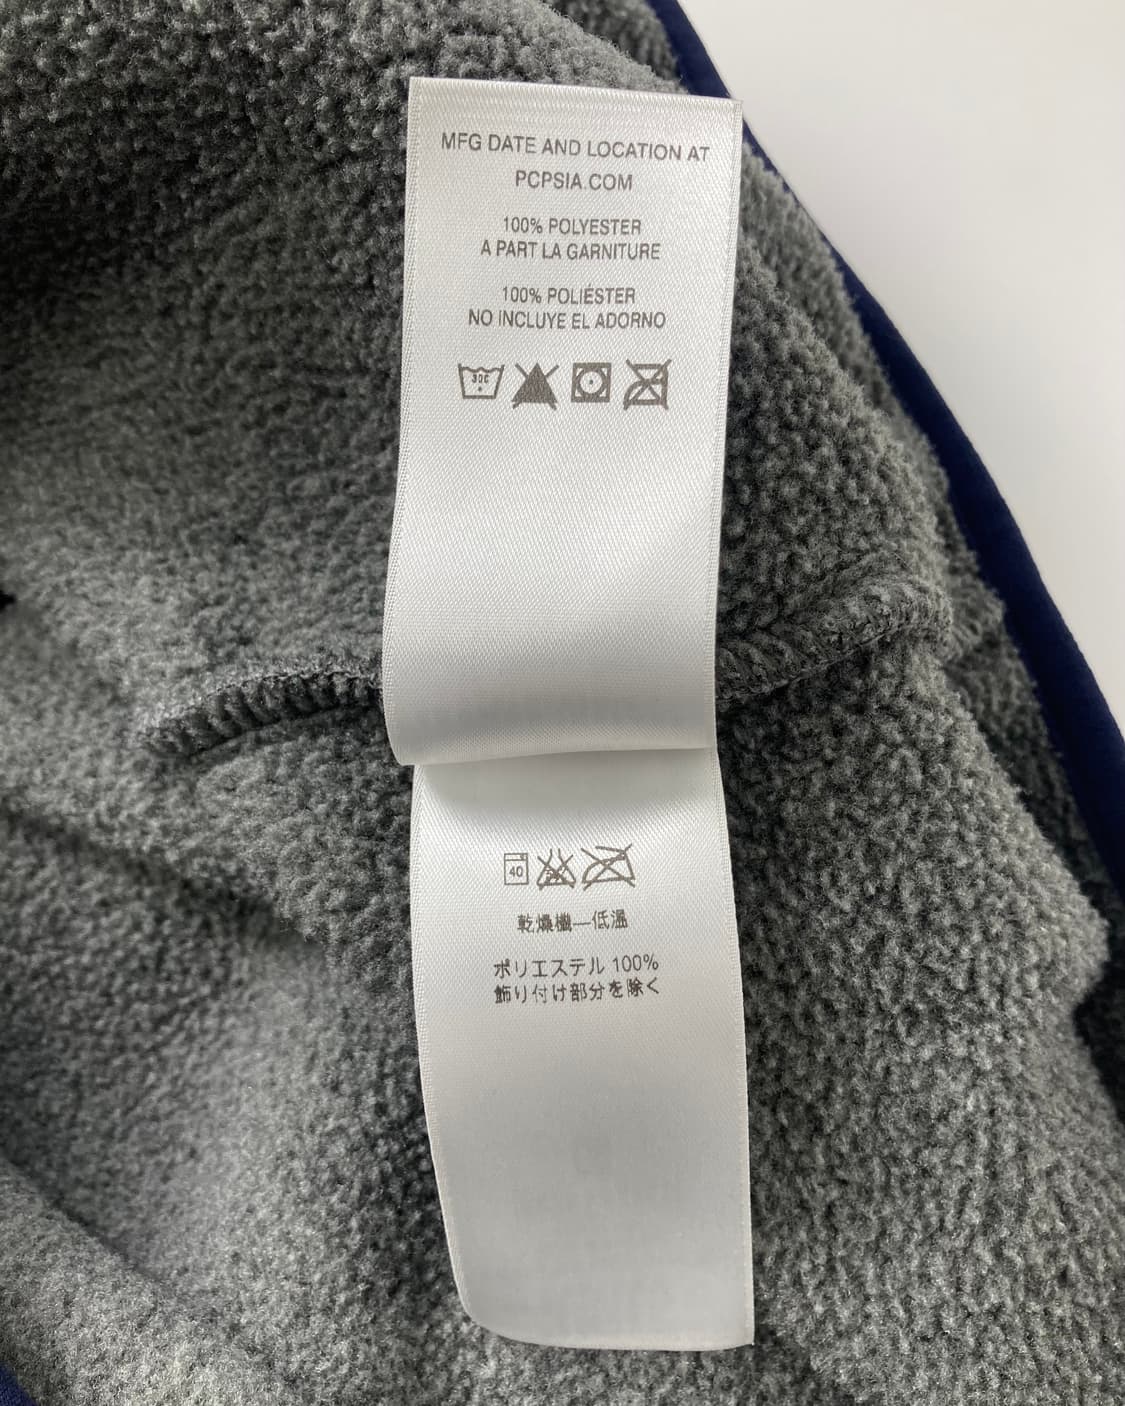 MFG DATE AND LOCATION AT
PCPSIA.COM
100% POLYESTER
A PART LA GARNITURE
100% POLIÉSTER
NO INCLUYE EL ADORNO
30C
40
乾燥機—低温
ポリエステル 100%
飾り付け部分を除く